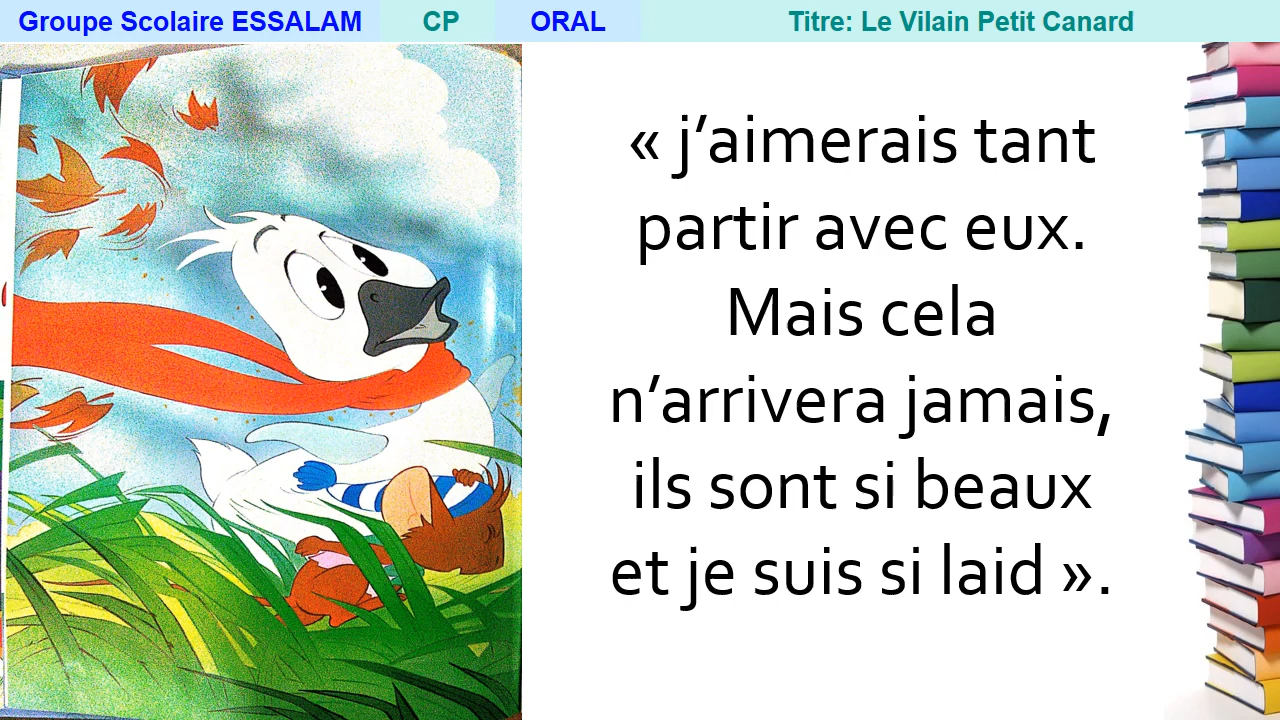 Groupe Scolaire ESSALAM CP ORAL Titre: Le Vilain Petit Canard
« j’aimerais tant
partir avec eux.
Mais cela
n’arrivera jamais,
ils sont si beaux
et je suis si laid ».